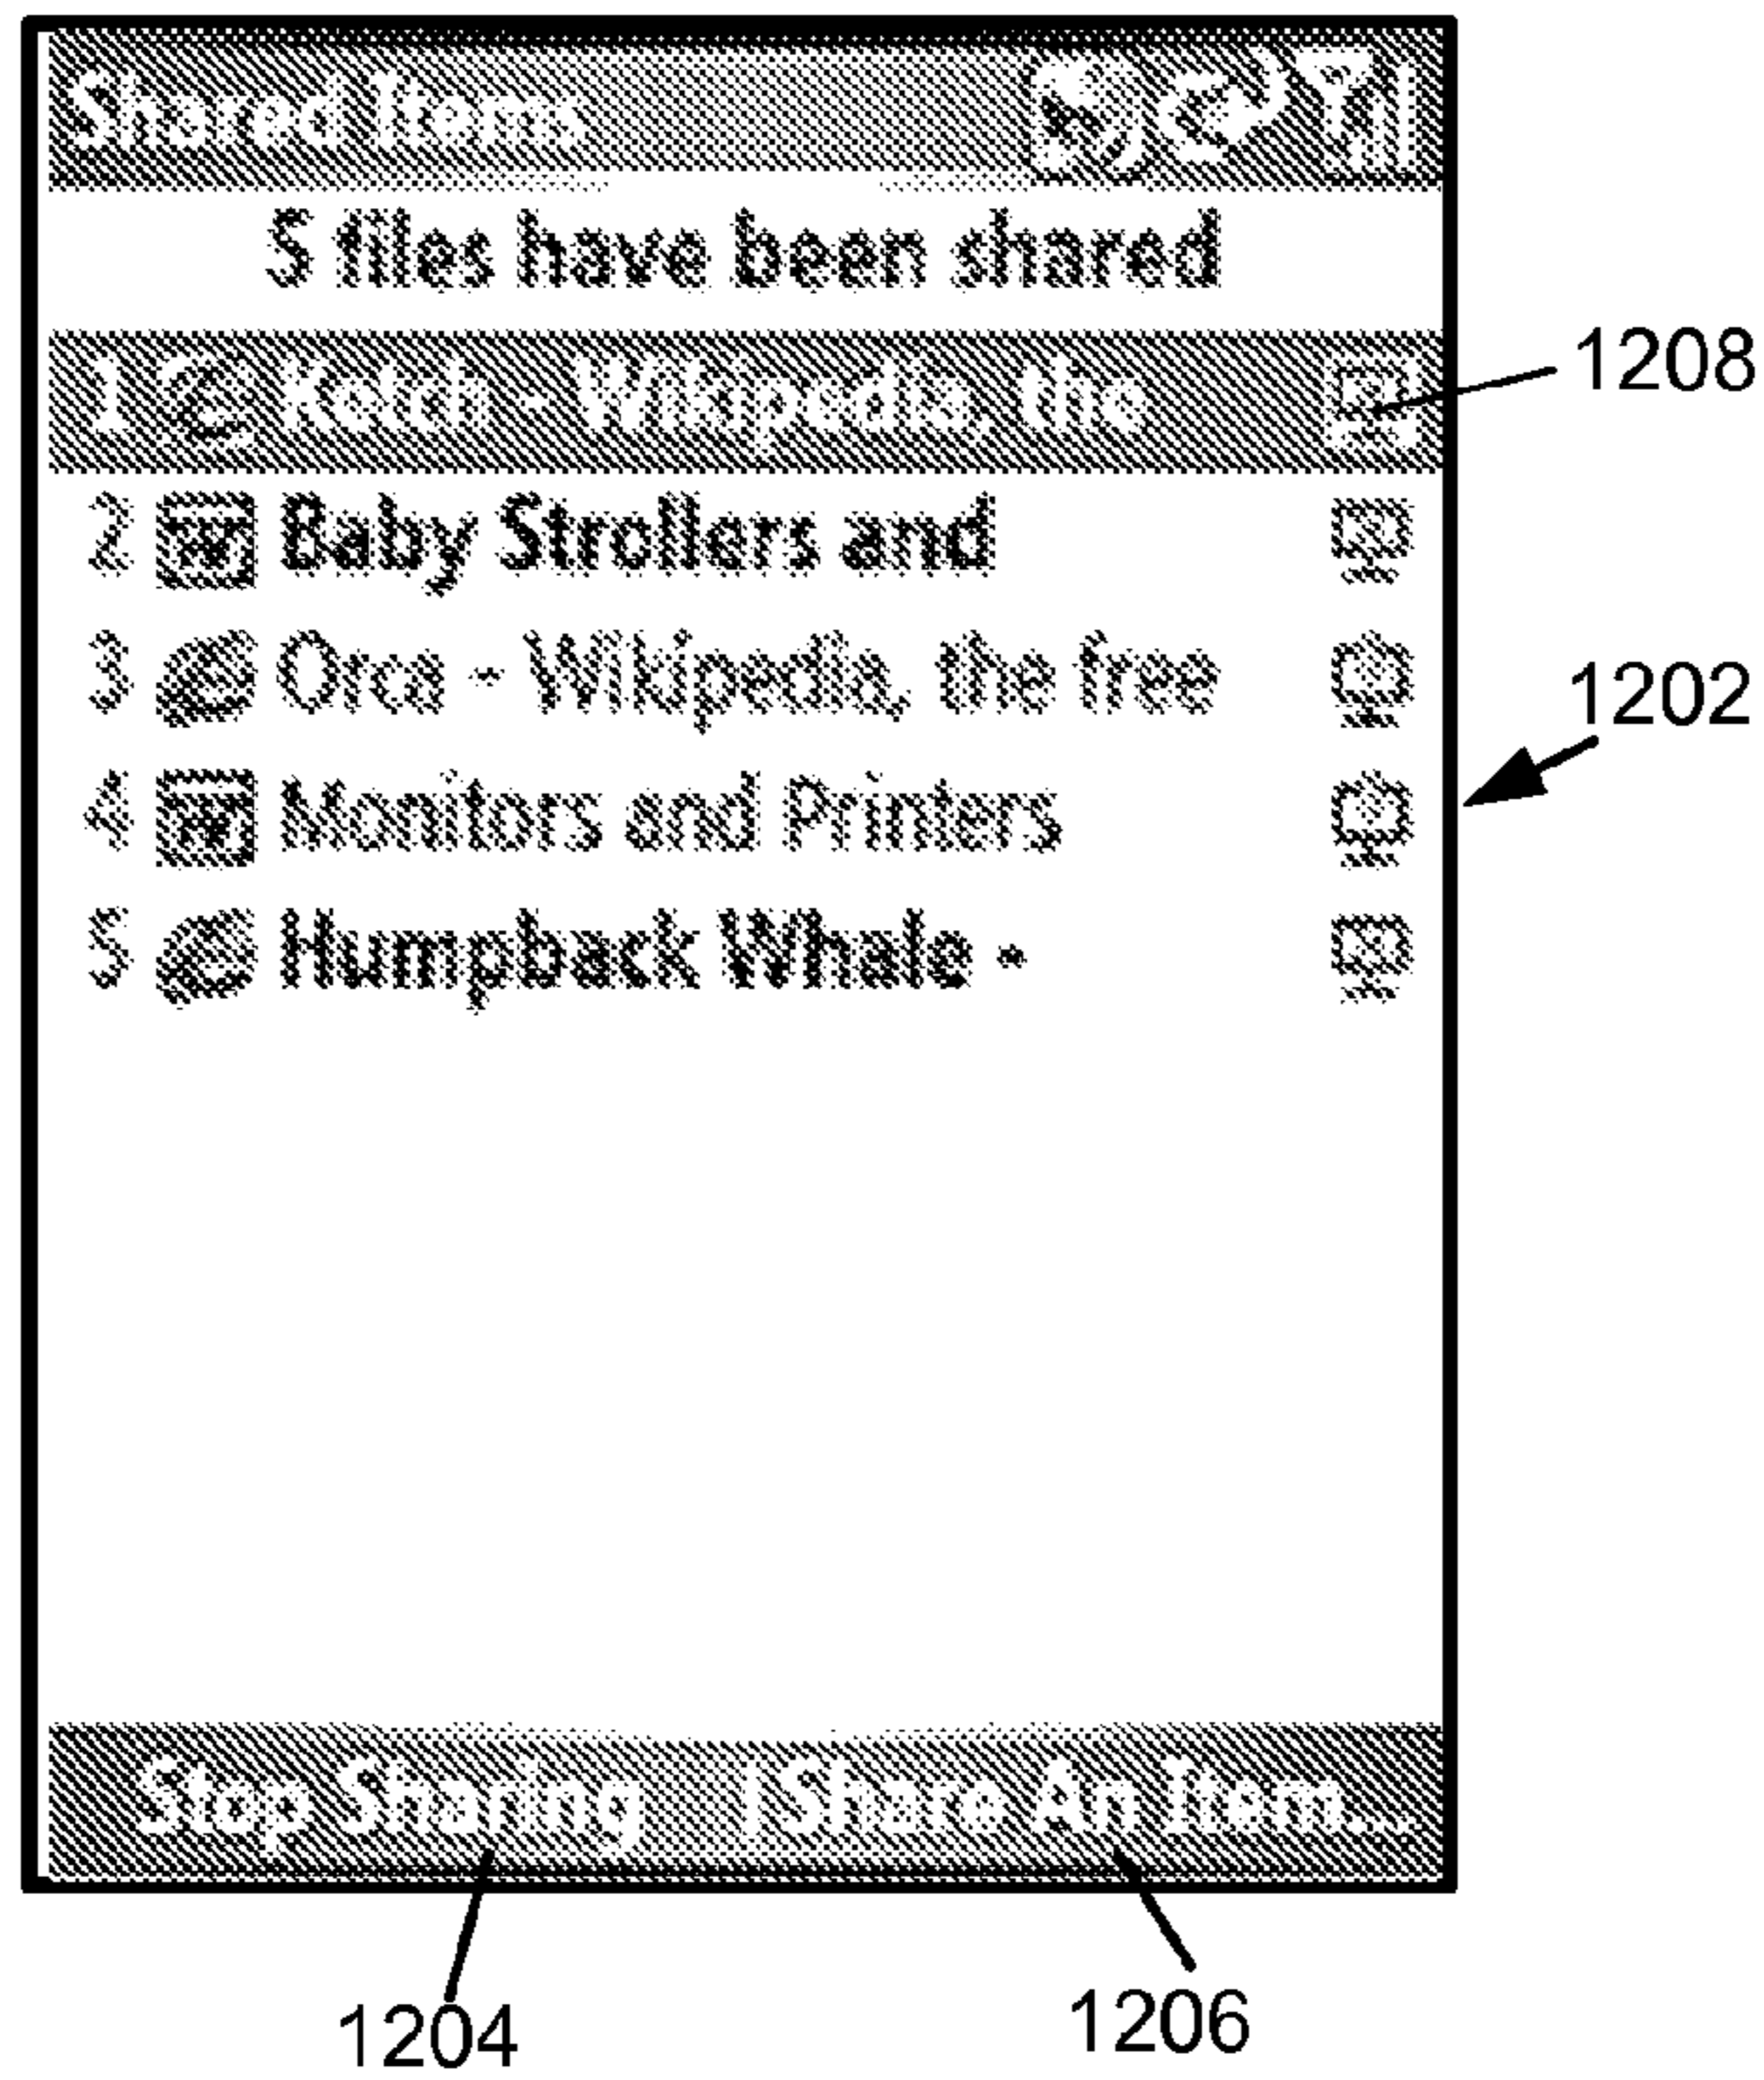 Shared Items
5 files have been shared
1 Ketch - Wikipedia, the
1208
2 Baby Strollers and
3 Orca - Wikipedia, the free
1202
4 Monitors and Printers
5 Humpback Whale -
Stop Sharing Share An Item...
1204 1206